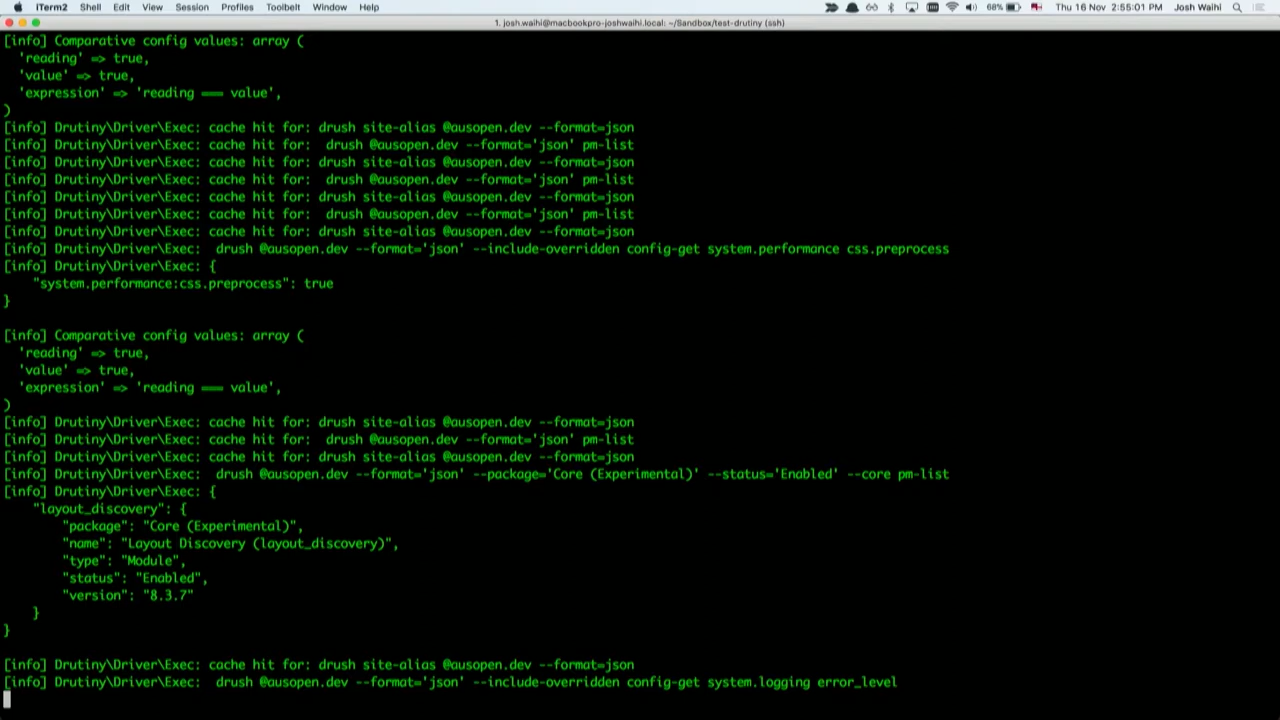 iTerm2 Shell Edit View Session Profiles Toolbelt Window Help 68% Thu 16 Nov 2:55:01 PM Josh Waihi
1. josh.waihi@macbookpro-joshwaihi.local: ~/Sandbox/test-drutiny (ssh)
[info] Comparative config values: array (
  'reading' => true,
  'value' => true,
  'expression' => 'reading === value',
)
[info] Drutiny\Driver\Exec: cache hit for: drush site-alias @ausopen.dev --format=json
[info] Drutiny\Driver\Exec: cache hit for:  drush @ausopen.dev --format='json' pm-list
[info] Drutiny\Driver\Exec: cache hit for: drush site-alias @ausopen.dev --format=json
[info] Drutiny\Driver\Exec: cache hit for:  drush @ausopen.dev --format='json' pm-list
[info] Drutiny\Driver\Exec: cache hit for: drush site-alias @ausopen.dev --format=json
[info] Drutiny\Driver\Exec: cache hit for:  drush @ausopen.dev --format='json' pm-list
[info] Drutiny\Driver\Exec: cache hit for: drush site-alias @ausopen.dev --format=json
[info] Drutiny\Driver\Exec:  drush @ausopen.dev --format='json' --include-overridden config-get system.performance css.preprocess
[info] Drutiny\Driver\Exec: {
    "system.performance:css.preprocess": true
}
[info] Comparative config values: array (
  'reading' => true,
  'value' => true,
  'expression' => 'reading === value',
)
[info] Drutiny\Driver\Exec: cache hit for: drush site-alias @ausopen.dev --format=json
[info] Drutiny\Driver\Exec: cache hit for:  drush @ausopen.dev --format='json' pm-list
[info] Drutiny\Driver\Exec: cache hit for: drush site-alias @ausopen.dev --format=json
[info] Drutiny\Driver\Exec:  drush @ausopen.dev --format='json' --package='Core (Experimental)' --status='Enabled' --core pm-list
[info] Drutiny\Driver\Exec: {
    "layout_discovery": {
        "package": "Core (Experimental)",
        "name": "Layout Discovery (layout_discovery)",
        "type": "Module",
        "status": "Enabled",
        "version": "8.3.7"
    }
}
[info] Drutiny\Driver\Exec: cache hit for: drush site-alias @ausopen.dev --format=json
[info] Drutiny\Driver\Exec:  drush @ausopen.dev --format='json' --include-overridden config-get system.logging error_level